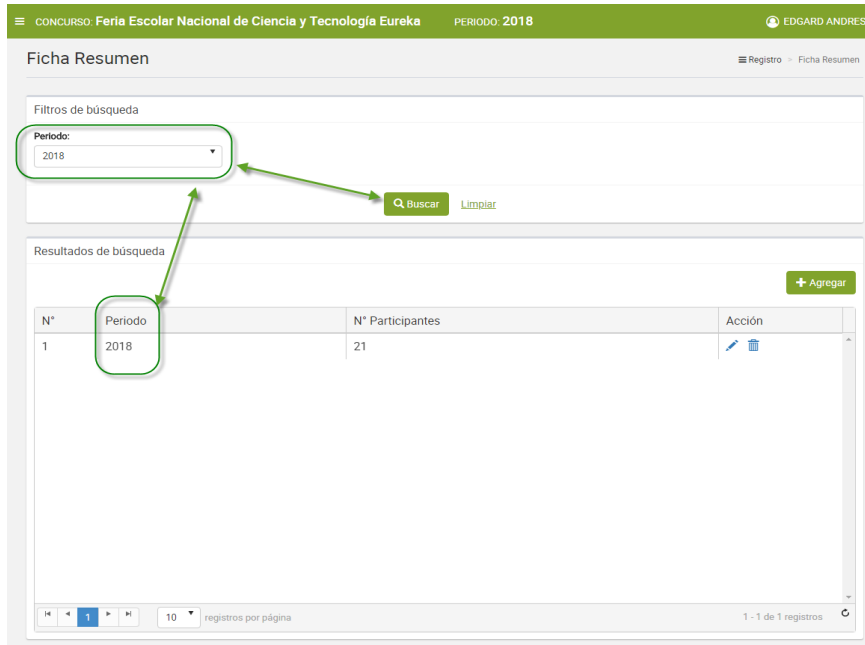 CONCURSO: Feria Escolar Nacional de Ciencia y Tecnología Eureka PERIODO: 2018 EDGARD ANDRES
Ficha Resumen Registro > Ficha Resumen
Filtros de búsqueda
Periodo:
2018
Buscar Limpiar
Resultados de búsqueda
+ Agregar
N° Periodo N° Participantes Acción
1 2018 21
1 10 registros por página 1 - 1 de 1 registros